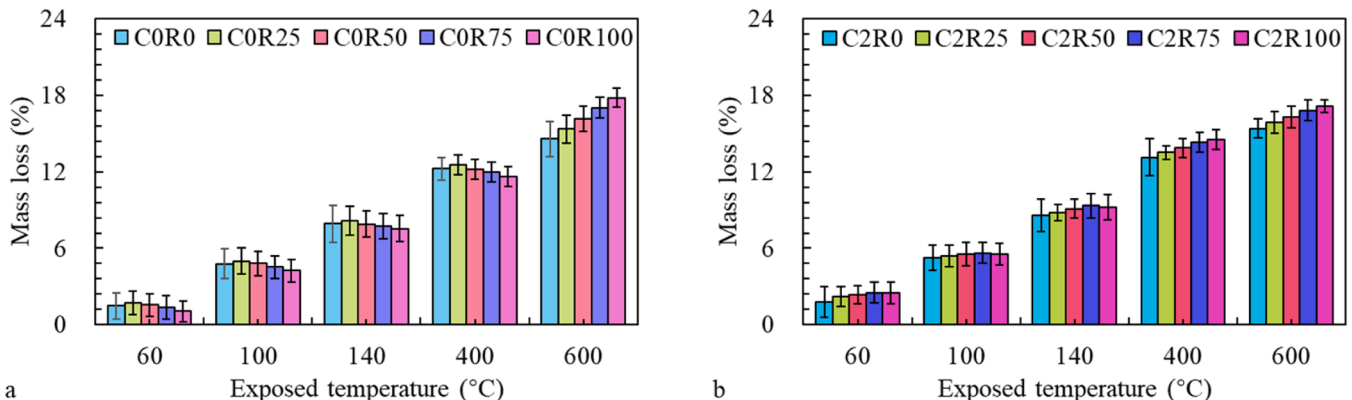 24
18
12
6
0
Mass loss (%)
C0R0 C0R25 C0R50 C0R75 C0R100
60 100 140 400 600
Exposed temperature (°C)
a
24
18
12
6
0
Mass loss (%)
C2R0 C2R25 C2R50 C2R75 C2R100
60 100 140 400 600
Exposed temperature (°C)
b